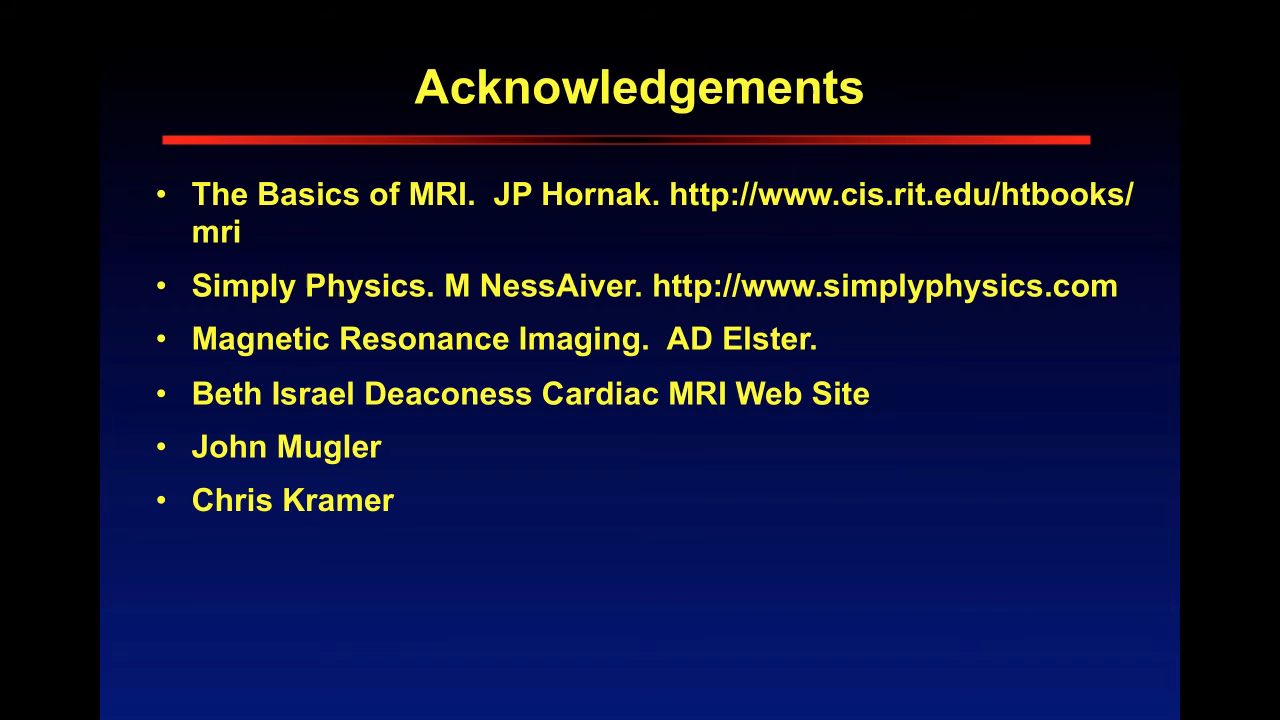 Acknowledgements
• The Basics of MRI.  JP Hornak. http://www.cis.rit.edu/htbooks/
mri
• Simply Physics. M NessAiver. http://www.simplyphysics.com
• Magnetic Resonance Imaging.  AD Elster.
• Beth Israel Deaconess Cardiac MRI Web Site
• John Mugler
• Chris Kramer